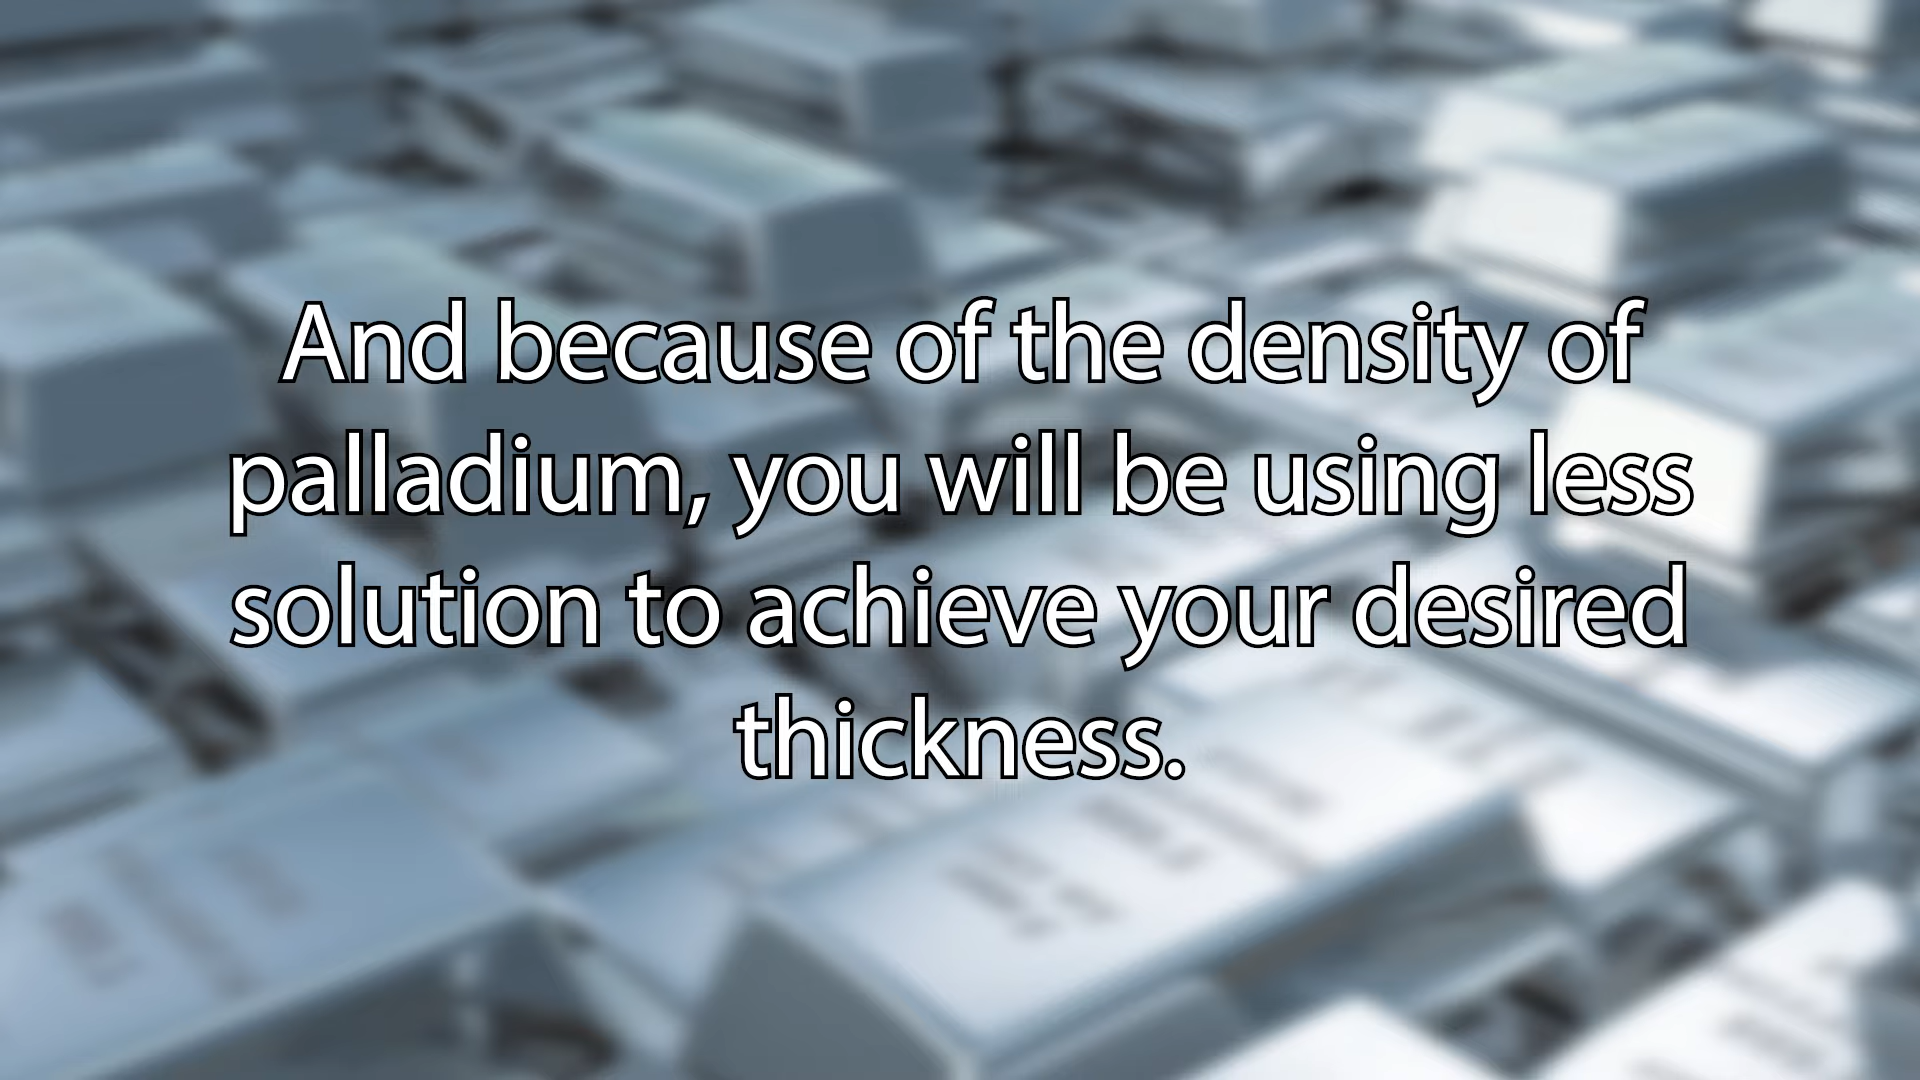 And because of the density of
palladium, you will be using less
solution to achieve your desired
thickness.